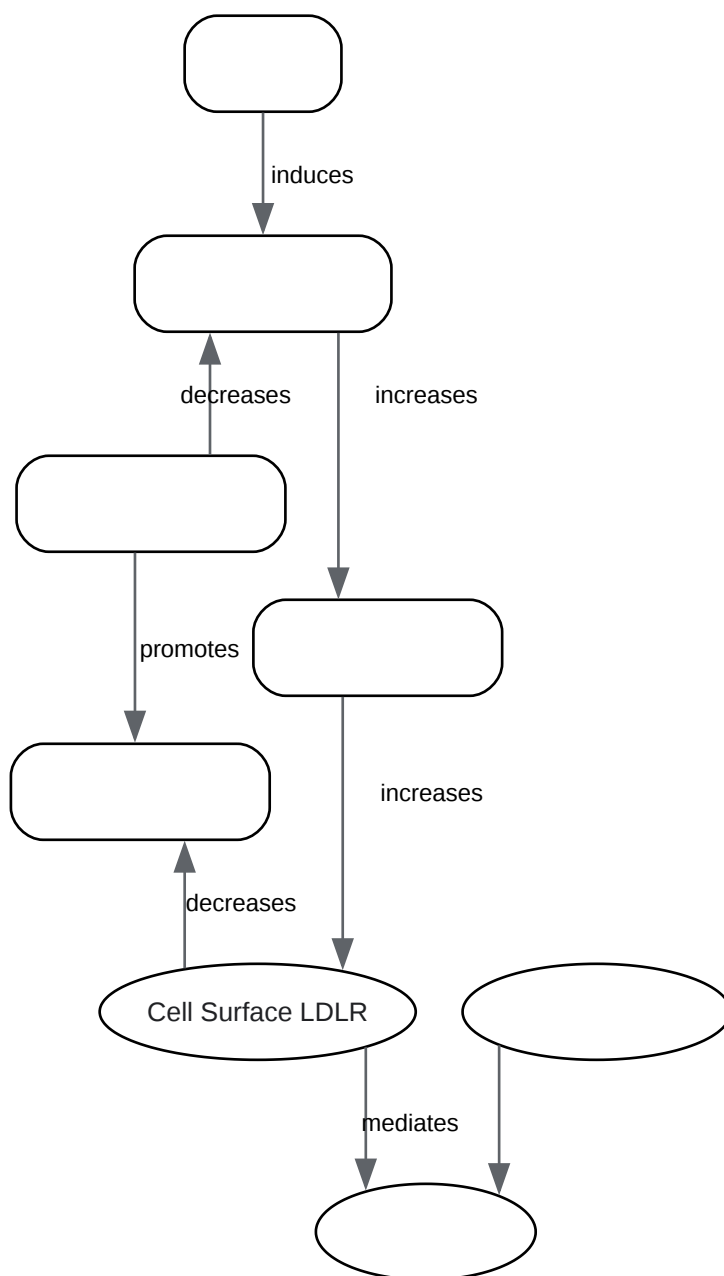 induces
decreases
increases
promotes
increases
decreases
Cell Surface LDLR
mediates